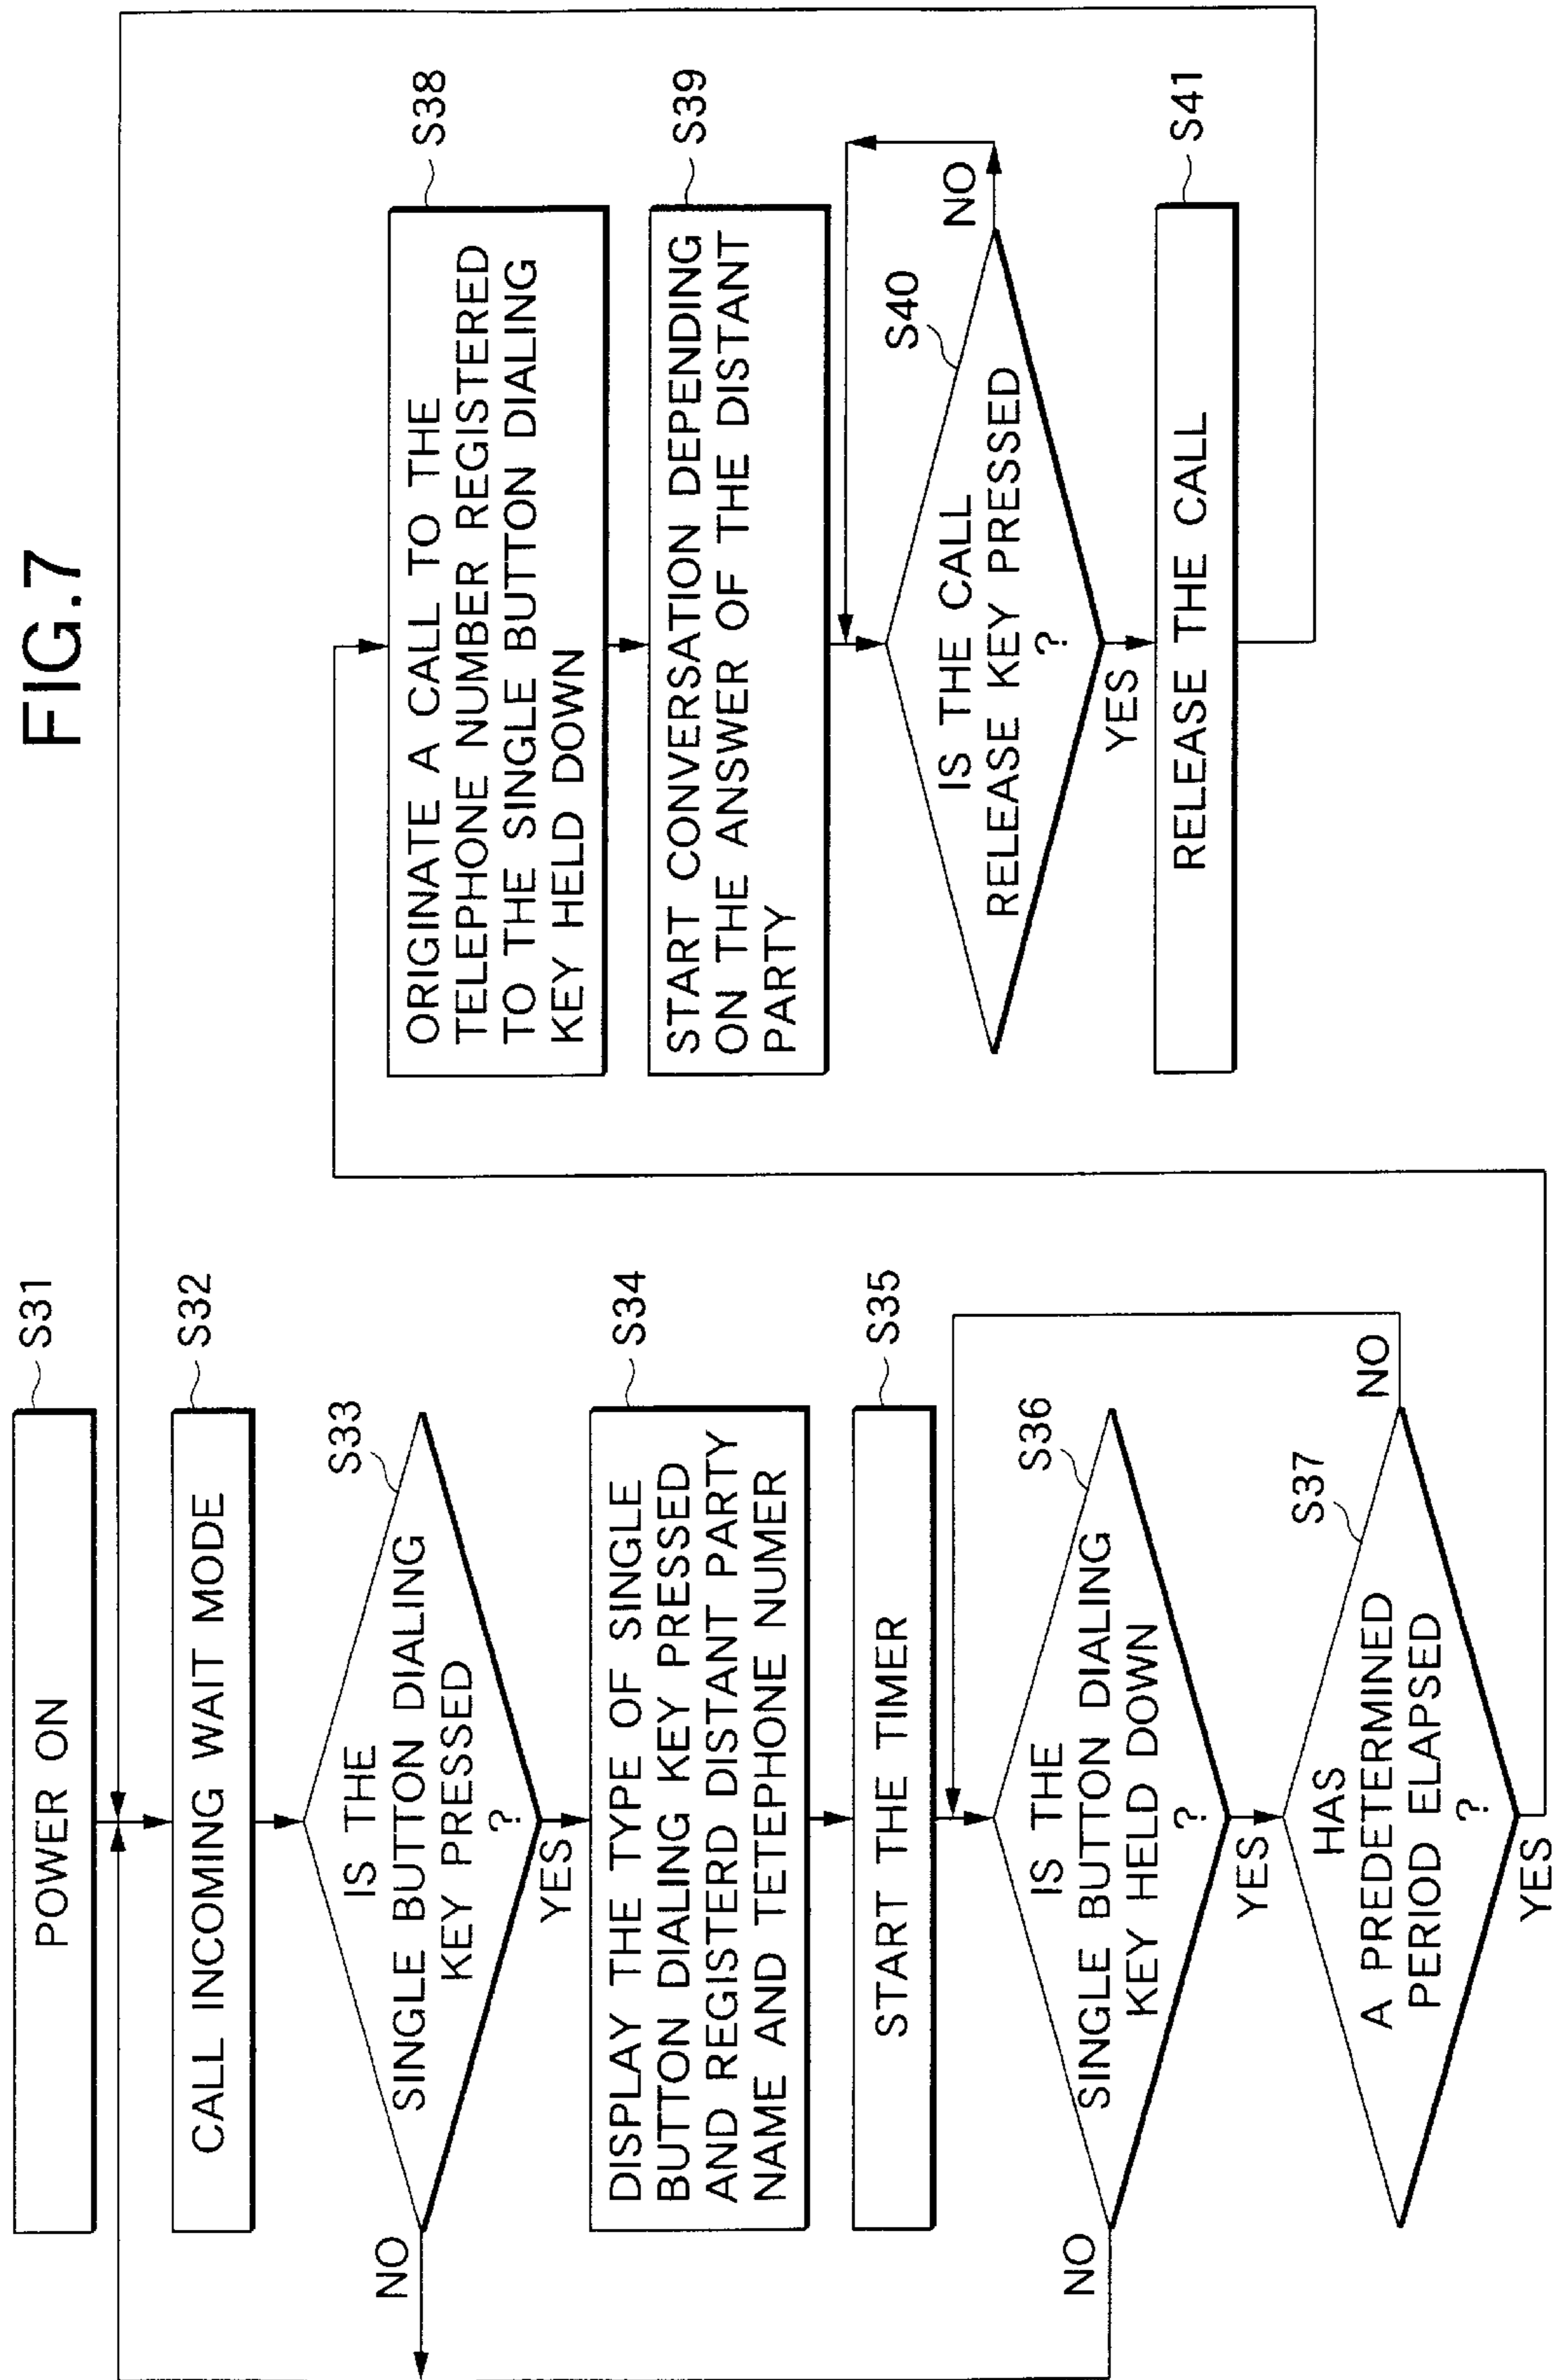 FIG.7
POWER ON
S31
CALL INCOMING WAIT MODE
S32
S33
IS THE
SINGLE BUTTON DIALING
KEY PRESSED
?
NO
YES
DISPLAY THE TYPE OF SINGLE
BUTTON DIALING KEY PRESSED
AND REGISTERD DISTANT PARTY
NAME AND TETEPHONE NUMER
S34
START THE TIMER
S35
S36
IS THE
SINGLE BUTTON DIALING
KEY HELD DOWN
?
NO
YES
S37
HAS
A PREDETERMINED
PERIOD ELAPSED
?
NO
YES
ORIGINATE A CALL TO THE
TELEPHONE NUMBER REGISTERED
TO THE SINGLE BUTTON DIALING
KEY HELD DOWN
S38
START CONVERSATION DEPENDING
ON THE ANSWER OF THE DISTANT
PARTY
S39
S40
IS THE CALL
RELEASE KEY PRESSED
?
NO
YES
RELEASE THE CALL
S41